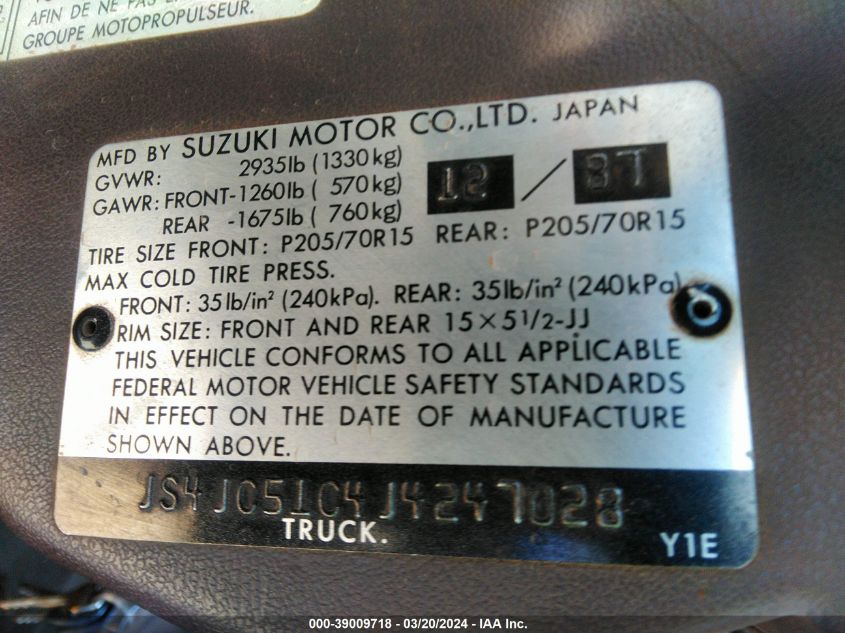 AFIN DE NE PAS
GROUPE MOTOPROPULSEUR.
MFD BY SUZUKI MOTOR CO.,LTD. JAPAN
GVWR: 2935lb (1330kg)
GAWR: FRONT-1260lb ( 570kg)
REAR -1675lb ( 760kg)
12 / 87
TIRE SIZE FRONT: P205/70R15 REAR: P205/70R15
MAX COLD TIRE PRESS.
FRONT: 35lb/in² (240kPa). REAR: 35lb/in² (240kPa)
RIM SIZE: FRONT AND REAR 15×51/2-JJ
THIS VEHICLE CONFORMS TO ALL APPLICABLE
FEDERAL MOTOR VEHICLE SAFETY STANDARDS
IN EFFECT ON THE DATE OF MANUFACTURE
SHOWN ABOVE.
JS4JC51C4J4247028
TRUCK.
Y1E
000-39009718 - 03/20/2024 - IAA Inc.